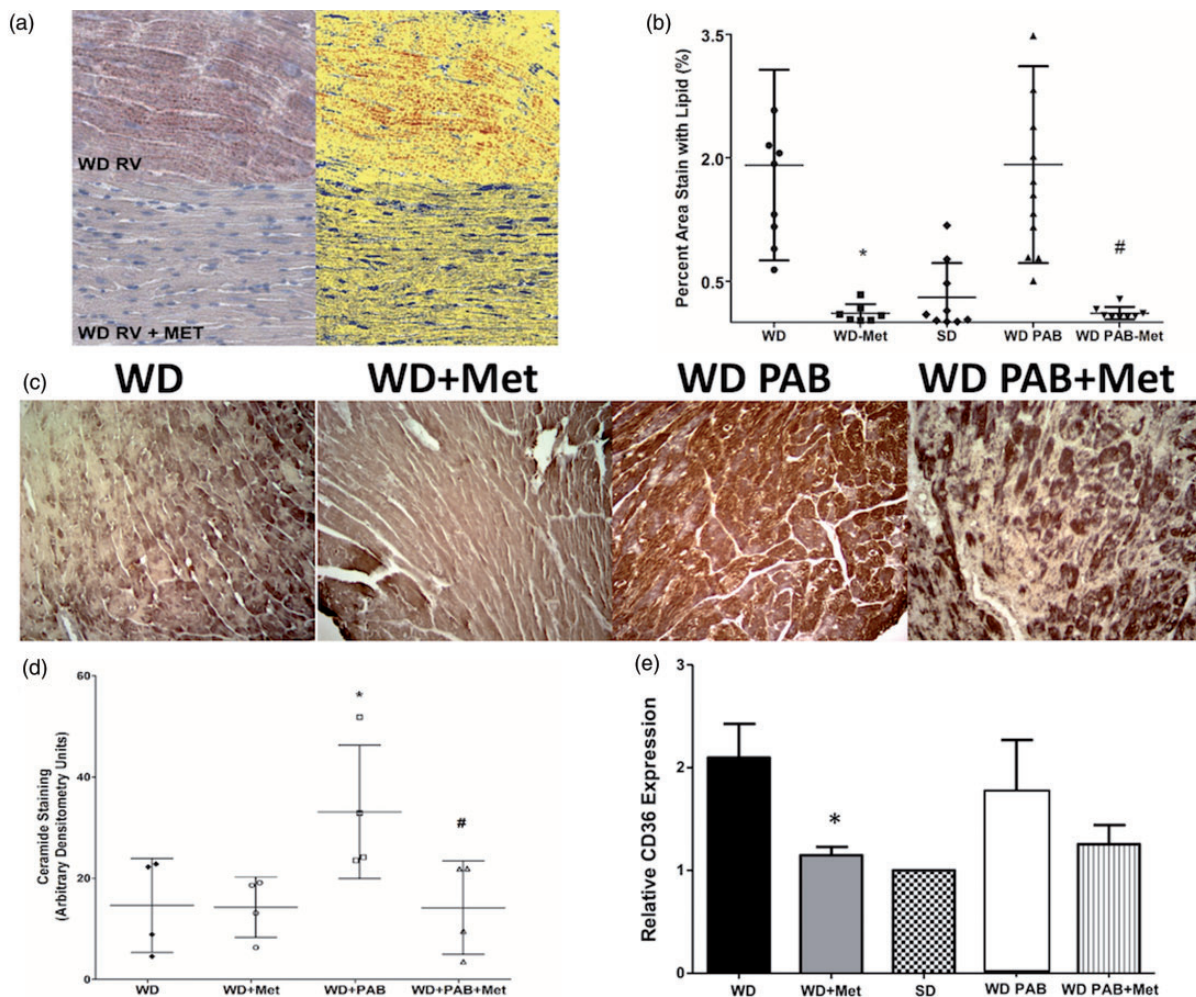 (a)
WD RV
WD RV + MET
(b)
Percent Area Stain with Lipid (%)
3.5
2.0
0.5
*
#
WD
WD-Met
SD
WD PAB
WD PAB-Met
(c)
WD
WD+Met
WD PAB
WD PAB+Met
(d)
Ceramide Staining
(Arbitrary Densitometry Units)
60
40
20
0
*
#
WD
WD+Met
WD+PAB
WD+PAB+Met
(e)
Relative CD36 Expression
3
2
1
0
*
WD
WD+Met
SD
WD PAB
WD PAB+Met